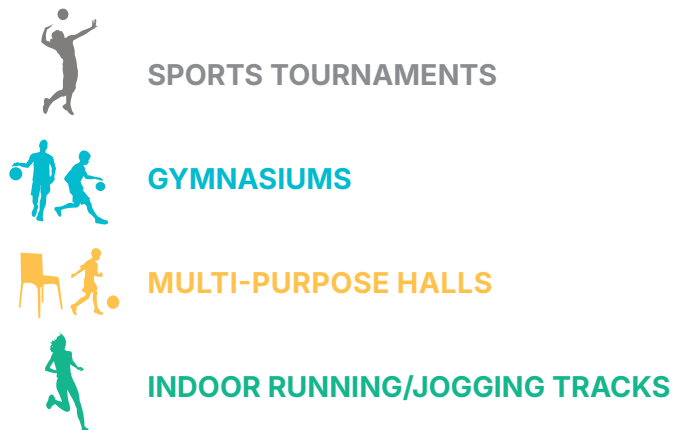 SPORTS TOURNAMENTS
GYMNASIUMS
MULTI-PURPOSE HALLS
INDOOR RUNNING/JOGGING TRACKS